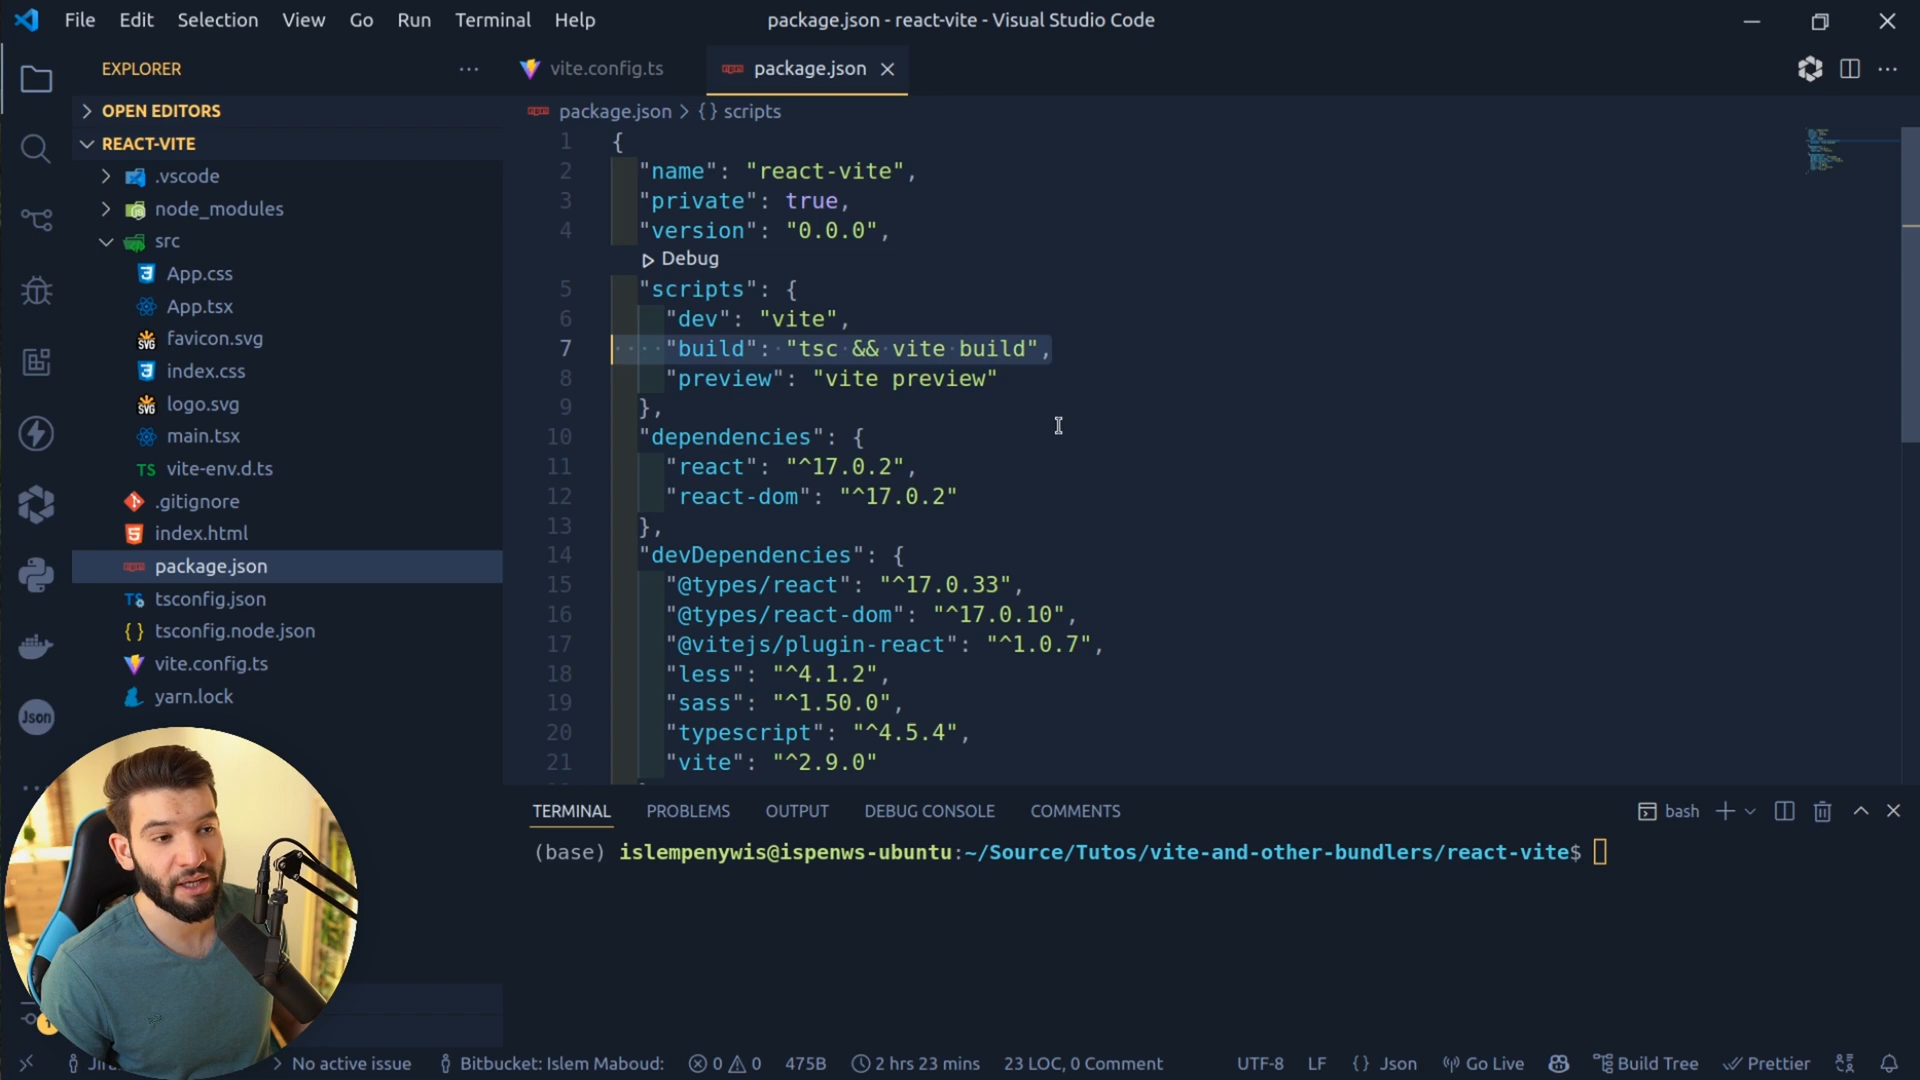 File Edit Selection View Go Run Terminal Help
package.json - react-vite - Visual Studio Code
EXPLORER
OPEN EDITORS
REACT-VITE
.vscode
node_modules
src
App.css
App.tsx
favicon.svg
index.css
logo.svg
main.tsx
TS vite-env.d.ts
.gitignore
index.html
package.json
tsconfig.json
{ } tsconfig.node.json
vite.config.ts
yarn.lock
Json
vite.config.ts
package.json
package.json > { } scripts
1 {
2 "name": "react-vite",
3 "private": true,
4 "version": "0.0.0",
Debug
5 "scripts": {
6 "dev": "vite",
7 "build": "tsc && vite build",
8 "preview": "vite preview"
9 },
10 "dependencies": {
11 "react": "^17.0.2",
12 "react-dom": "^17.0.2"
13 },
14 "devDependencies": {
15 "@types/react": "^17.0.33",
16 "@types/react-dom": "^17.0.10",
17 "@vitejs/plugin-react": "^1.0.7",
18 "less": "^4.1.2",
19 "sass": "^1.50.0",
20 "typescript": "^4.5.4",
21 "vite": "^2.9.0"
TERMINAL PROBLEMS OUTPUT DEBUG CONSOLE COMMENTS
bash
(base) islempenywis@ispenws-ubuntu:~/Source/Tutos/vite-and-other-bundlers/react-vite$
No active issue
Bitbucket: Islem Maboud:
0 0
475B
2 hrs 23 mins
23 LOC, 0 Comment
UTF-8
LF
{ } Json
Go Live
Build Tree
Prettier